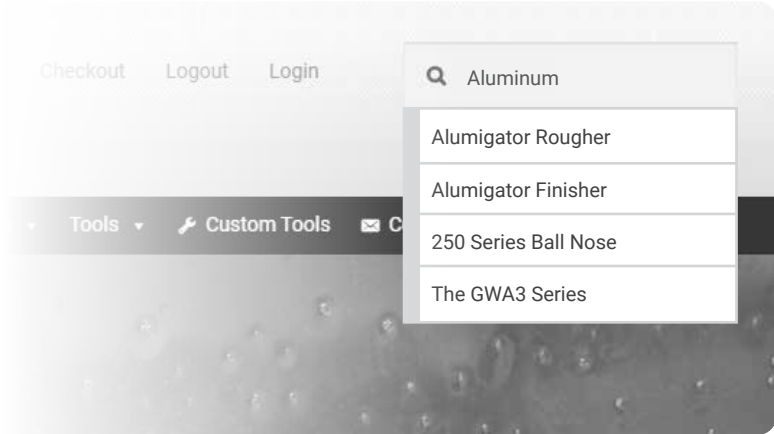 Checkout Logout Login
Aluminum
Alumigator Rougher
Alumigator Finisher
Tools Custom Tools C
250 Series Ball Nose
The GWA3 Series